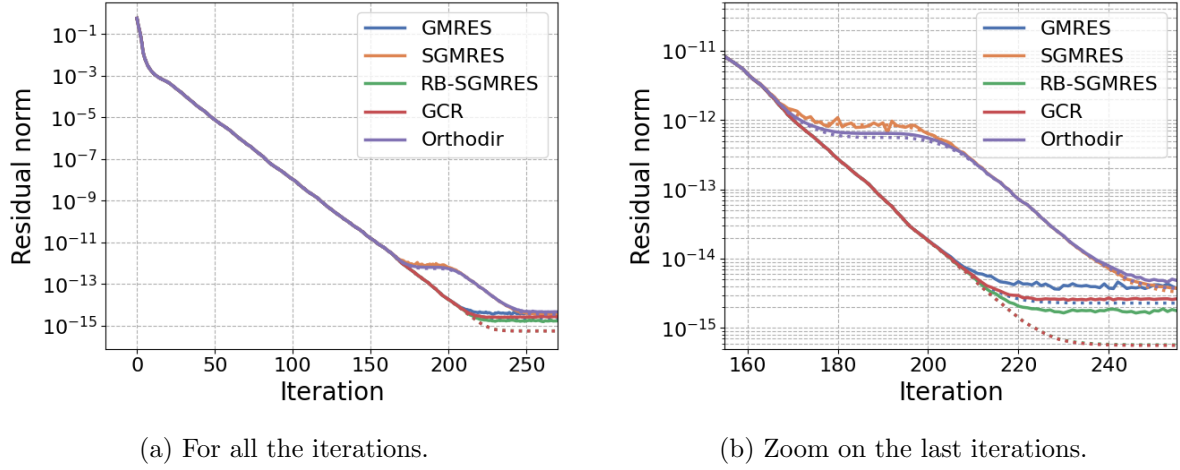 10⁻¹
10⁻³
10⁻⁵
10⁻⁷
10⁻⁹
10⁻¹¹
10⁻¹³
10⁻¹⁵
Residual norm
GMRES
SGMRES
RB-SGMRES
GCR
Orthodir
0 50 100 150 200 250
Iteration
(a) For all the iterations.
10⁻¹¹
10⁻¹²
10⁻¹³
10⁻¹⁴
10⁻¹⁵
Residual norm
GMRES
SGMRES
RB-SGMRES
GCR
Orthodir
160 180 200 220 240
Iteration
(b) Zoom on the last iterations.